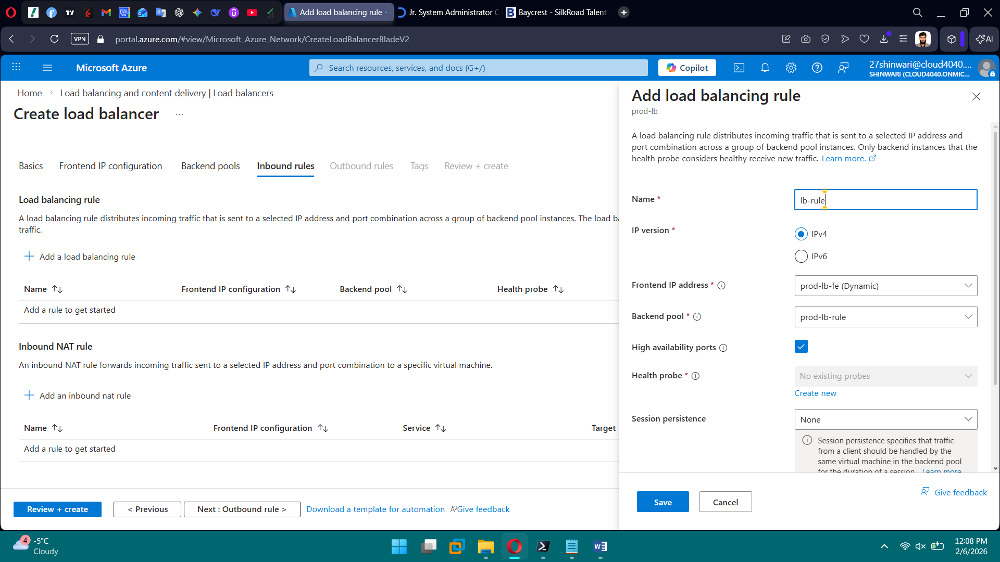 Add load balancing rule -
Jr. System Administrator C
Baycrest - SilkRoad Talent
VPN
portal.azure.com/#view/Microsoft_Azure_Network/CreateLoadBalancerBladeV2
AI
Microsoft Azure
Search resources, services, and docs (G+/)
Copilot
27shinwari@cloud4040....
SHINWARI (CLOUD4040.ONMIC...
Home
Load balancing and content delivery | Load balancers
Create load balancer
...
Basics
Frontend IP configuration
Backend pools
Inbound rules
Outbound rules
Tags
Review + create
Load balancing rule
A load balancing rule distributes incoming traffic that is sent to a selected IP address and port combination across a group of backend pool instances. The load b
traffic.
Add a load balancing rule
Name
Frontend IP configuration
Backend pool
Health probe
Add a rule to get started
Inbound NAT rule
An inbound NAT rule forwards incoming traffic sent to a selected IP address and port combination to a specific virtual machine.
Add an inbound nat rule
Name
Frontend IP configuration
Service
Target
Add a rule to get started
Review + create
< Previous
Next : Outbound rule >
Download a template for automation
Give feedback
Add load balancing rule
prod-lb
A load balancing rule distributes incoming traffic that is sent to a selected IP address and
port combination across a group of backend pool instances. Only backend instances that the
health probe considers healthy receive new traffic. Learn more.
Name *
lb-rule
IP version *
IPv4
IPv6
Frontend IP address *
prod-lb-fe (Dynamic)
Backend pool *
prod-lb-rule
High availability ports
Health probe *
No existing probes
Create new
Session persistence
None
Session persistence specifies that traffic
from a client should be handled by the
same virtual machine in the backend pool
for the duration of a session. Learn more
Save
Cancel
Give feedback
4
-5°C
Cloudy
12:08 PM
2/6/2026